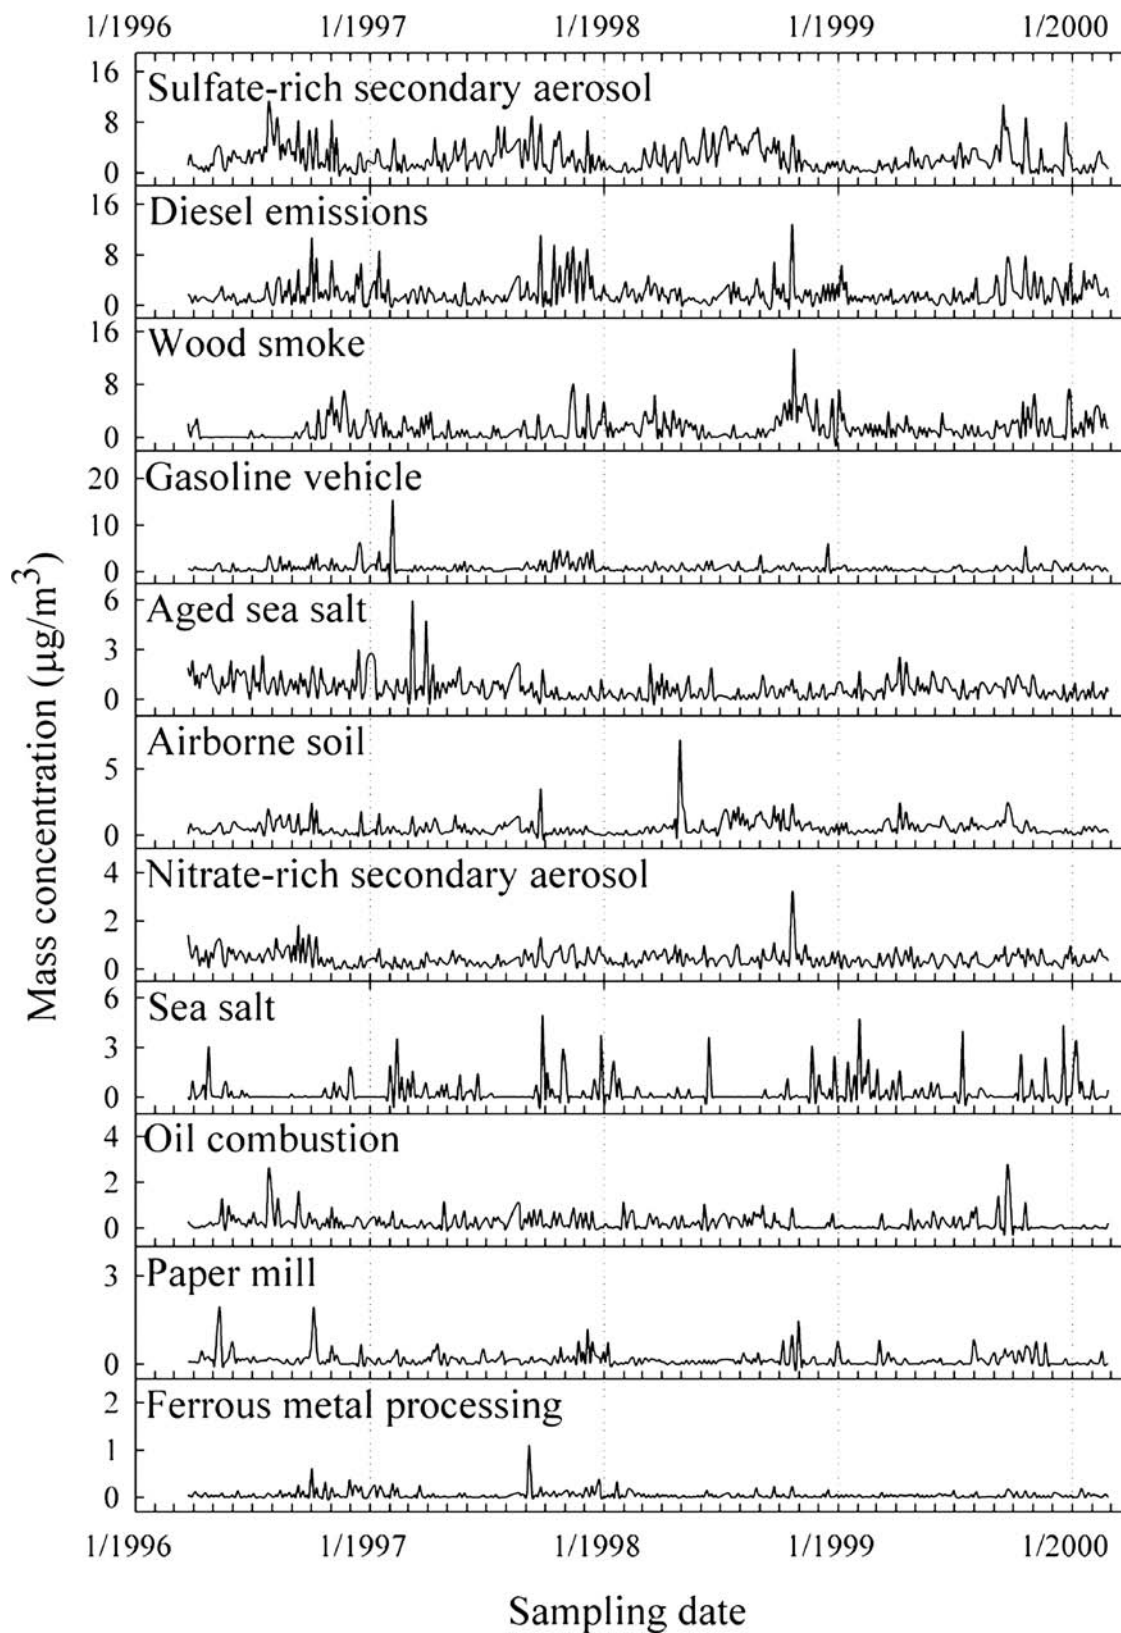 1/1996 1/1997 1/1998 1/1999 1/2000
Sulfate-rich secondary aerosol
16
8
0
Diesel emissions
16
8
0
Wood smoke
16
8
0
Gasoline vehicle
20
10
0
Aged sea salt
6
3
0
Airborne soil
5
0
Nitrate-rich secondary aerosol
4
2
0
Sea salt
6
3
0
Oil combustion
4
2
0
Paper mill
3
0
Ferrous metal processing
2
1
0
Mass concentration (µg/m³)
1/1996 1/1997 1/1998 1/1999 1/2000
Sampling date